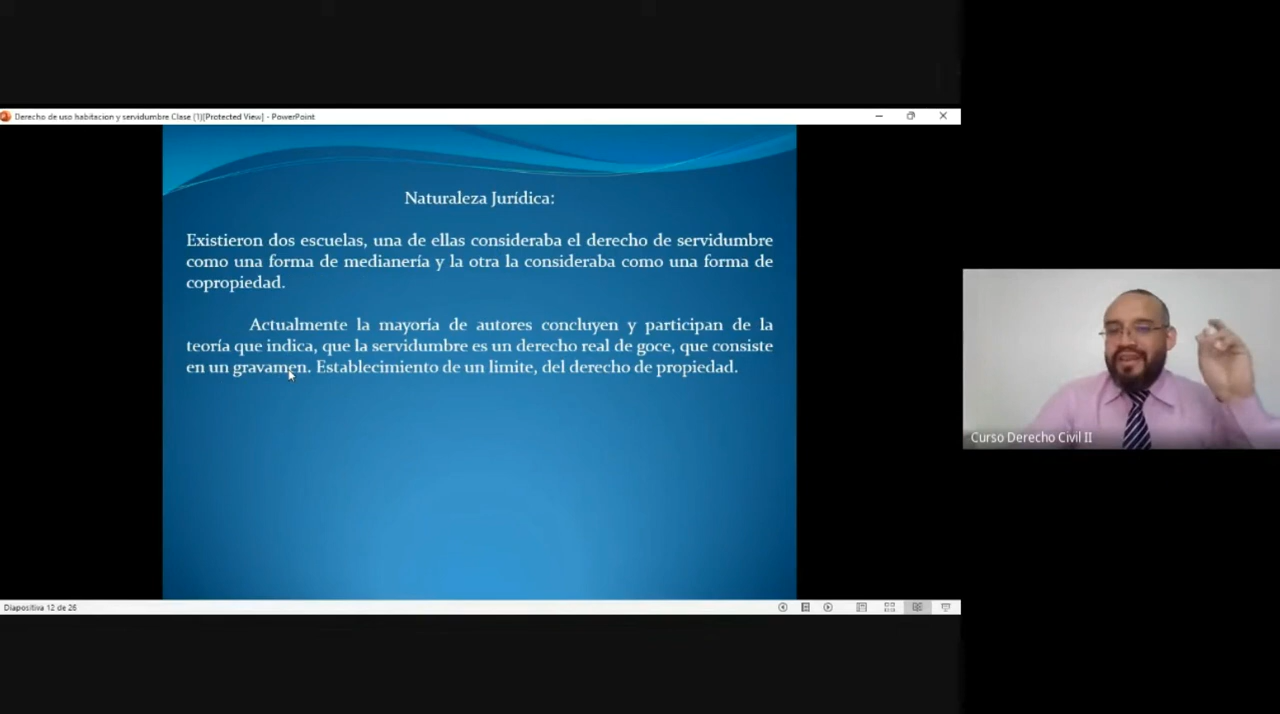 Derecho de uso habitacion y servidumbre Clase (1)[Protected View] - PowerPoint
Naturaleza Jurídica:
Existieron dos escuelas, una de ellas consideraba el derecho de servidumbre
como una forma de medianería y la otra la consideraba como una forma de
copropiedad.
Actualmente la mayoría de autores concluyen y participan de la
teoría que indica, que la servidumbre es un derecho real de goce, que consiste
en un gravamen. Establecimiento de un limite, del derecho de propiedad.
Curso Derecho Civil II
Diapositiva 12 de 26